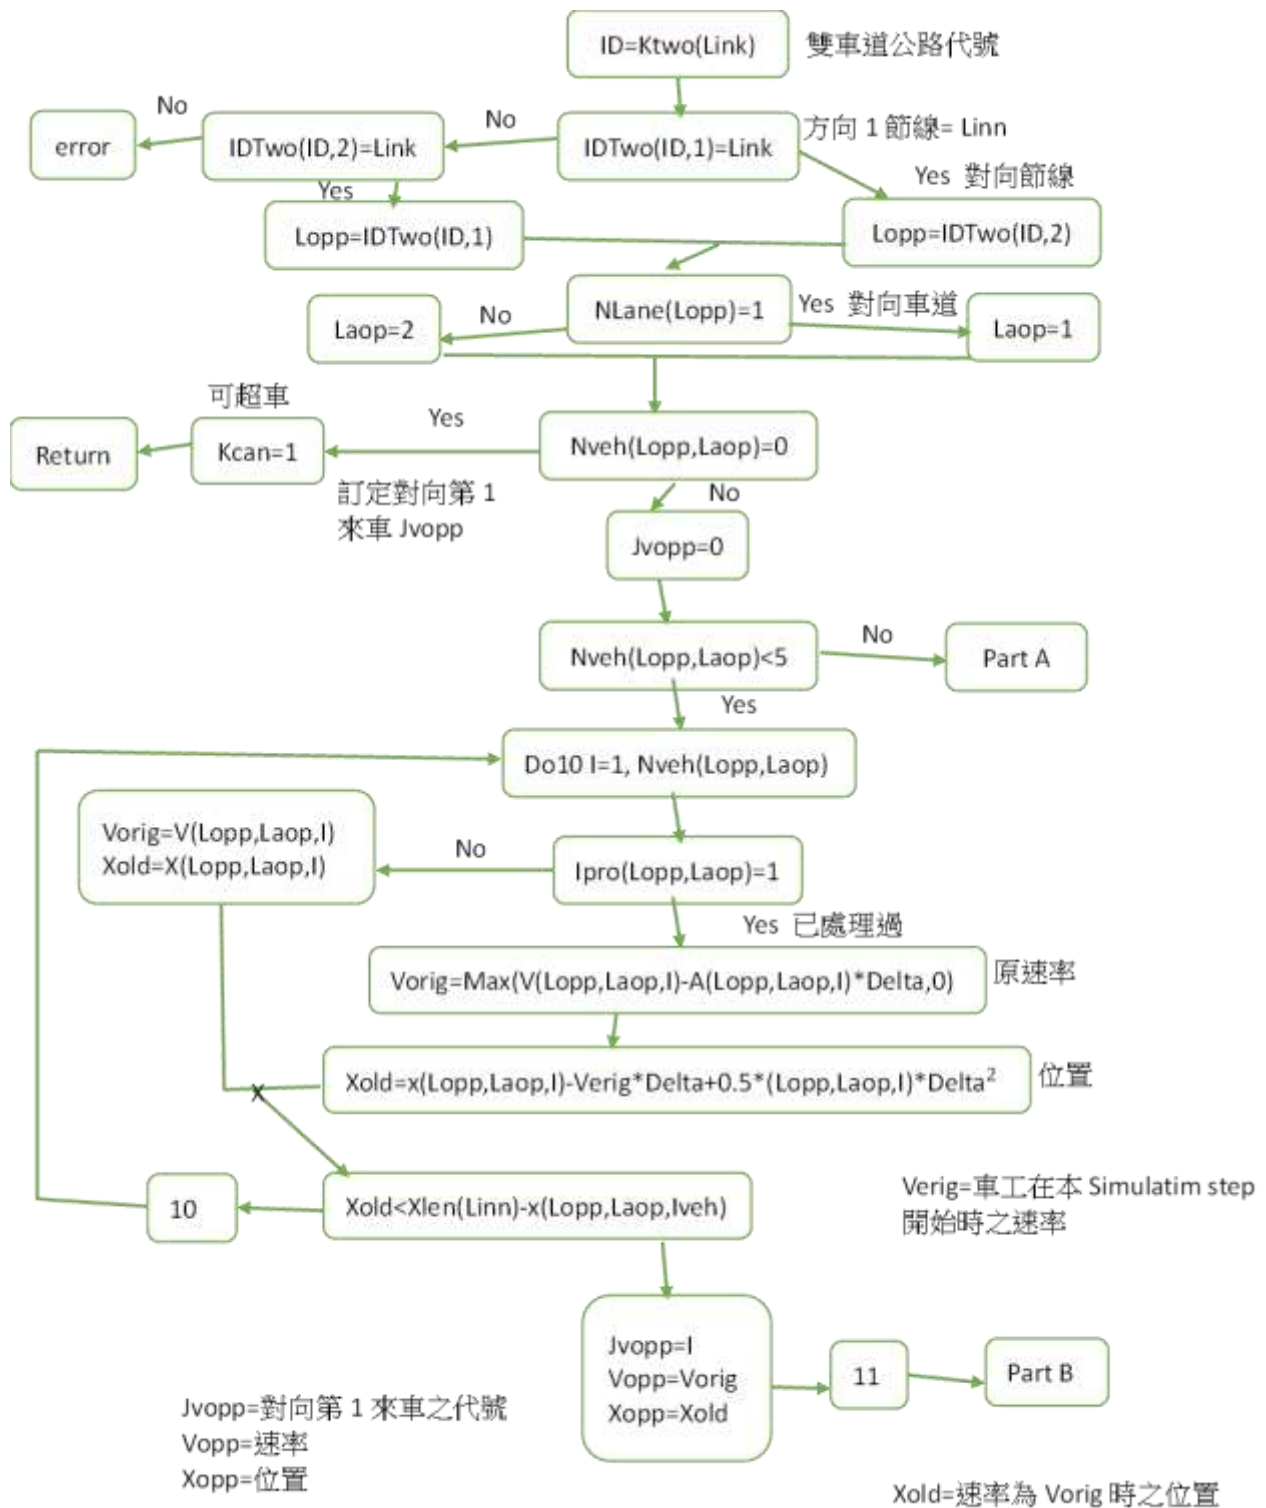 ID=Ktwo(Link)
雙車道公路代號
No
No
方向 1 節線= Linn
error
IDTwo(ID,2)=Link
IDTwo(ID,1)=Link
Yes
Yes 對向節線
Lopp=IDTwo(ID,1)
Lopp=IDTwo(ID,2)
Laop=2
No
NLane(Lopp)=1
Yes 對向車道
Laop=1
可超車
Return
Kcan=1
Yes
Nveh(Lopp,Laop)=0
訂定對向第 1
來車 Jvopp
No
Jvopp=0
Nveh(Lopp,Laop)<5
No
Part A
Yes
Do10 I=1, Nveh(Lopp,Laop)
Vorig=V(Lopp,Laop,I)
Xold=X(Lopp,Laop,I)
No
Ipro(Lopp,Laop)=1
Yes 已處理過
Vorig=Max(V(Lopp,Laop,I)-A(Lopp,Laop,I)*Delta,0)
原速率
Xold=x(Lopp,Laop,I)-Verig*Delta+0.5*(Lopp,Laop,I)*Delta²
位置
X
10
Xold<Xlen(Linn)-x(Lopp,Laop,Iveh)
Verig=車工在本 Simulatim step
開始時之速率
Jvopp=I
Vopp=Vorig
Xopp=Xold
11
Part B
Jvopp=對向第 1 來車之代號
Vopp=速率
Xopp=位置
Xold=速率為 Vorig 時之位置